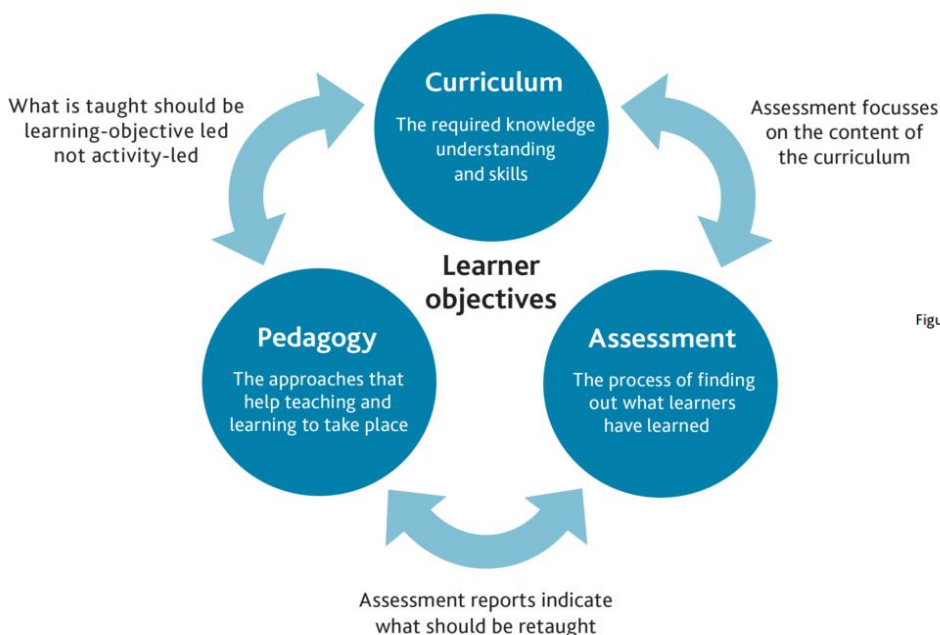 Curriculum
The required knowledge
understanding
and skills
What is taught should be
learning-objective led
not activity-led
Assessment focusses
on the content of
the curriculum
Learner
objectives
Pedagogy
The approaches that
help teaching and
learning to take place
Assessment
The process of finding
out what learners
have learned
Assessment reports indicate
what should be retaught